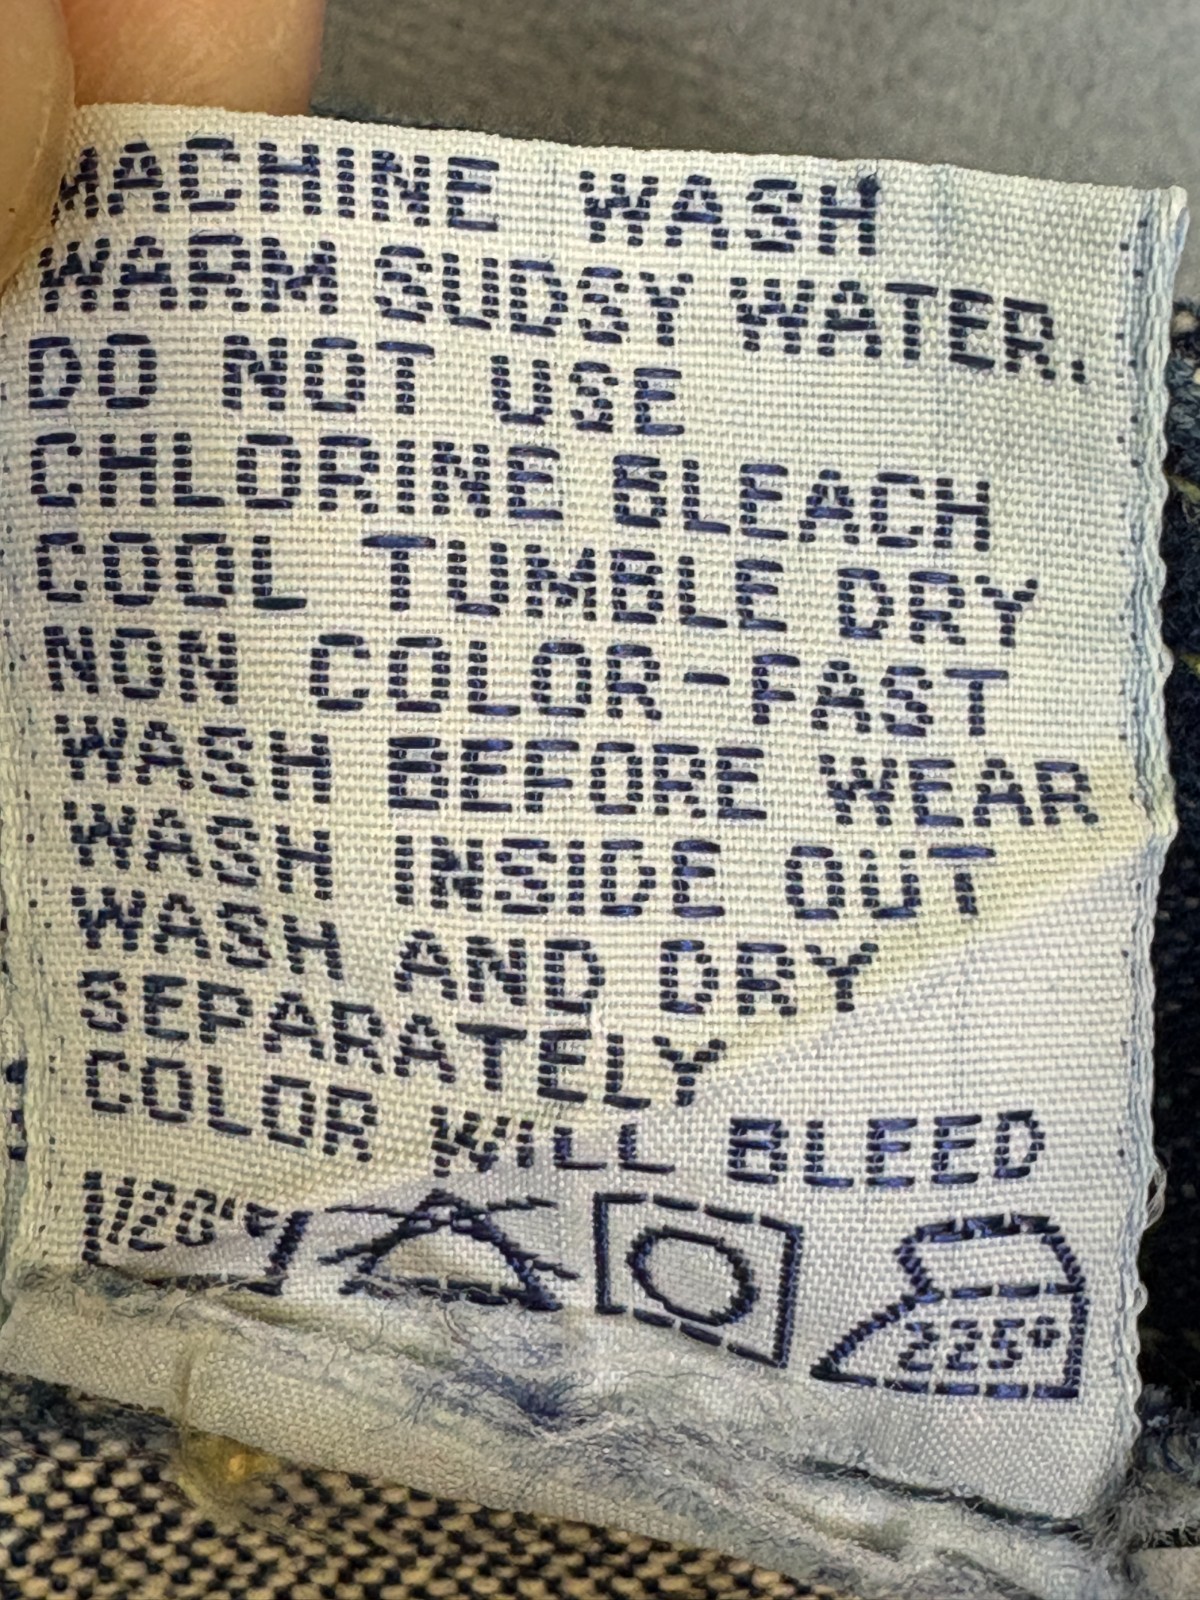 MACHINE WASH
WARM SUDSY WATER.
DO NOT USE
CHLORINE BLEACH
COOL TUMBLE DRY
NON COLOR-FAST
WASH BEFORE WEAR
WASH INSIDE OUT
WASH AND DRY
SEPARATELY
COLOR WILL BLEED
120° 225°